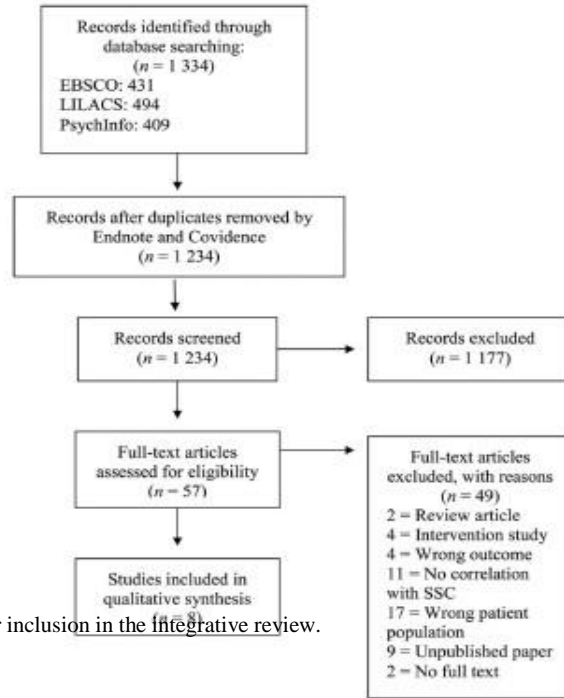 Records identified through
database searching:
(n = 1 334)
EBSCO: 431
LILACS: 494
PsychInfo: 409
Records after duplicates removed by
Endnote and Covidence
(n = 1 234)
Records screened
(n = 1 234)
Records excluded
(n = 1 177)
Full-text articles
assessed for eligibility
(n = 57)
Full-text articles
excluded, with reasons
(n = 49)
2 = Review article
4 = Intervention study
4 = Wrong outcome
11 = No correlation
with SSC
17 = Wrong patient
population
9 = Unpublished paper
2 = No full text
Studies included in
qualitative synthesis
(n = 8)
r inclusion in the integrative review.